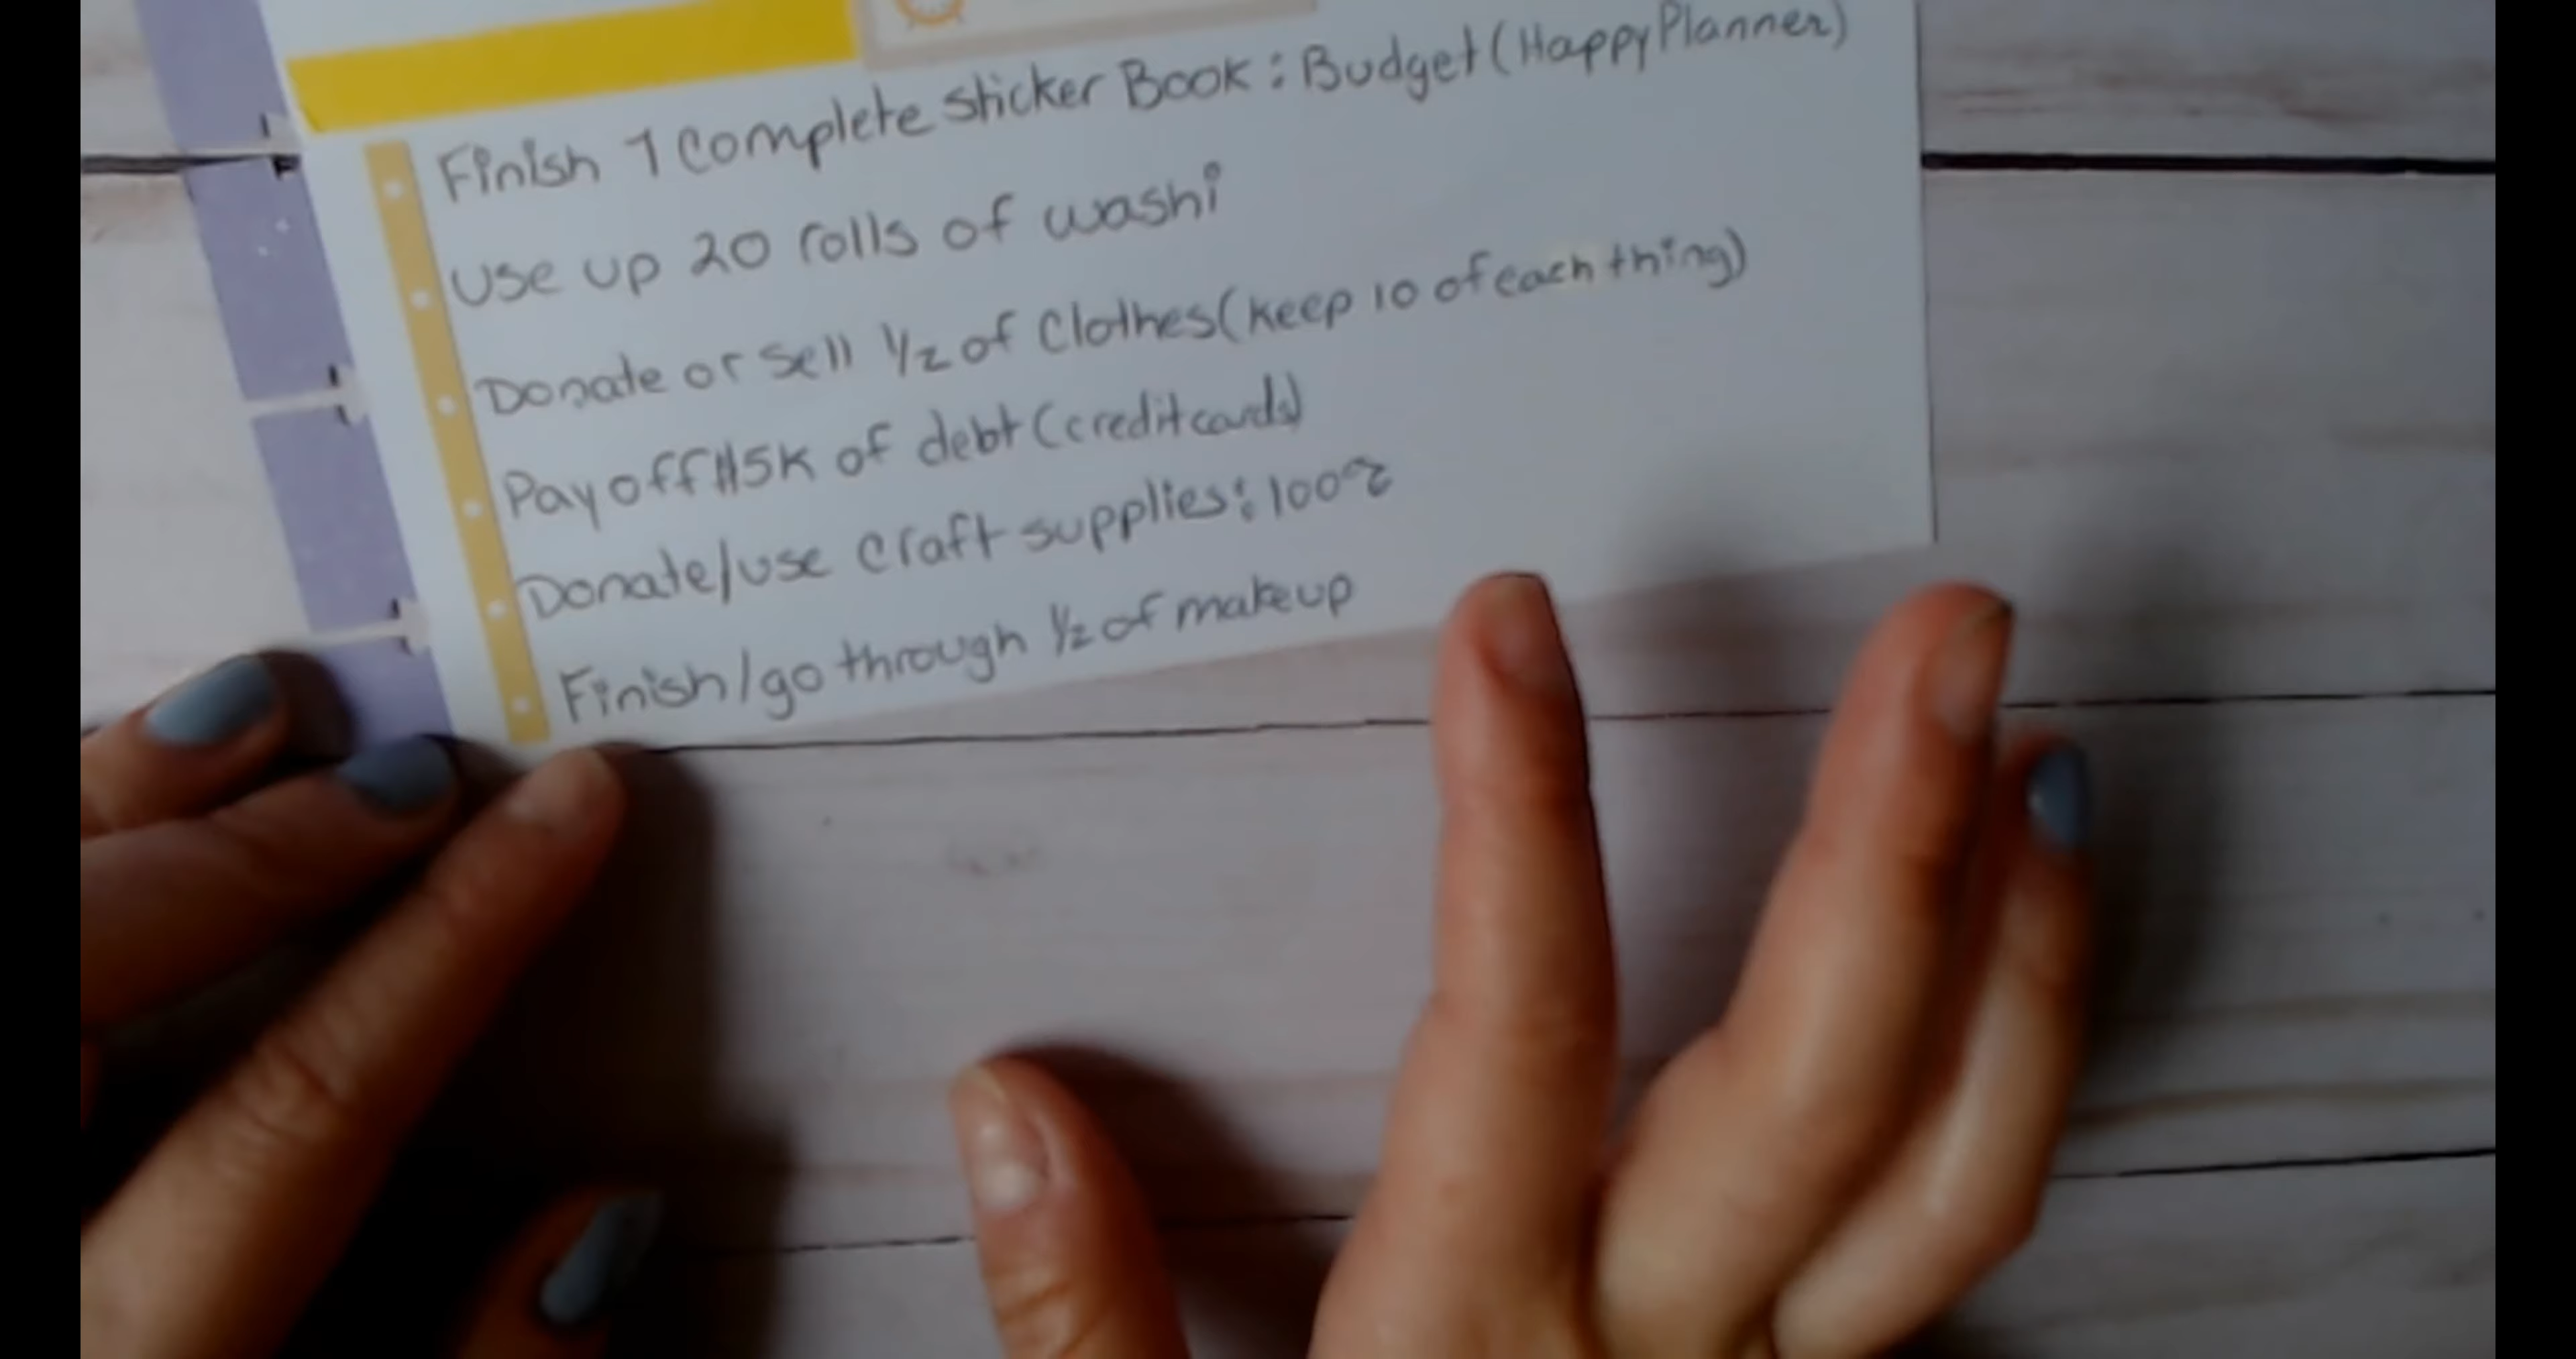 Finish 1 Complete Sticker Book: Budget (Happy Planner)
Use up 20 rolls of washi
Donate or sell 1/2 of Clothes (keep 10 of each thing)
Pay off $5K of debt (credit cards)
Donate/use craft supplies: 100%
Finish/go through 1/2 of makeup